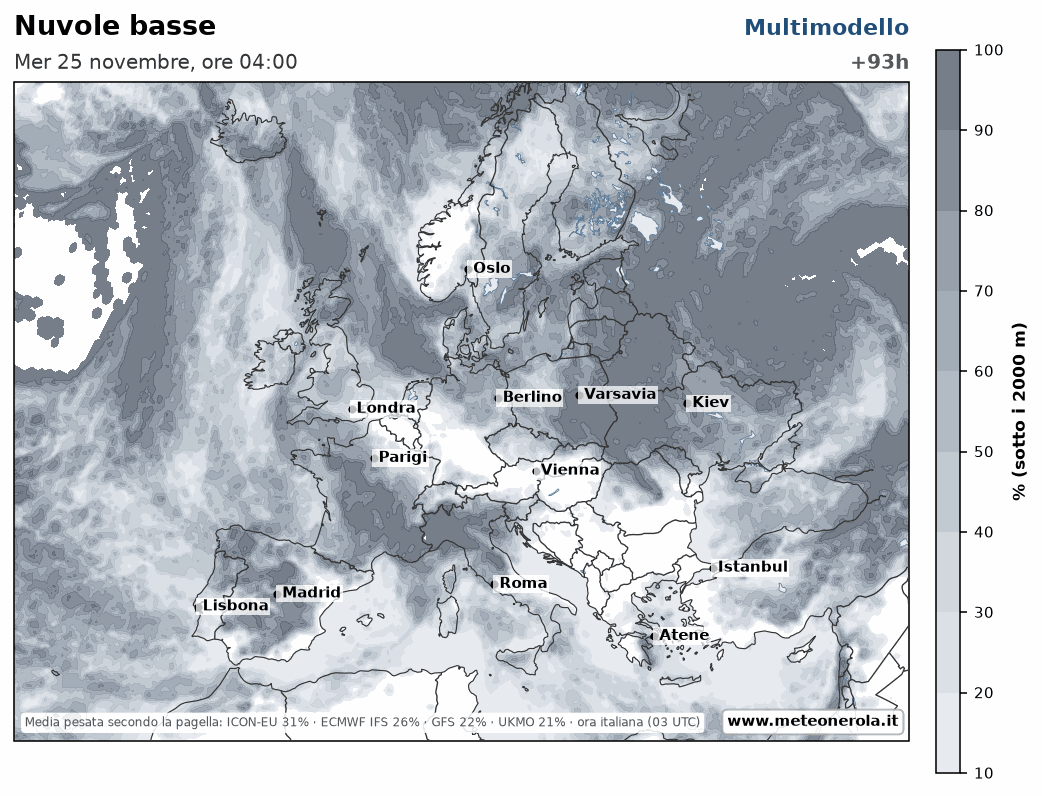 Nuvole basse
Multimodello
Mer 25 novembre, ore 04:00
+93h
Oslo
Londra
Berlino
Varsavia
Kiev
Parigi
Vienna
Istanbul
Roma
Madrid
Lisbona
Atene
Media pesata secondo la pagella: ICON-EU 31% · ECMWF IFS 26% · GFS 22% · UKMO 21% · ora italiana (03 UTC)
www.meteonerola.it
100
90
80
70
60
50
40
30
20
10
% (sotto i 2000 m)